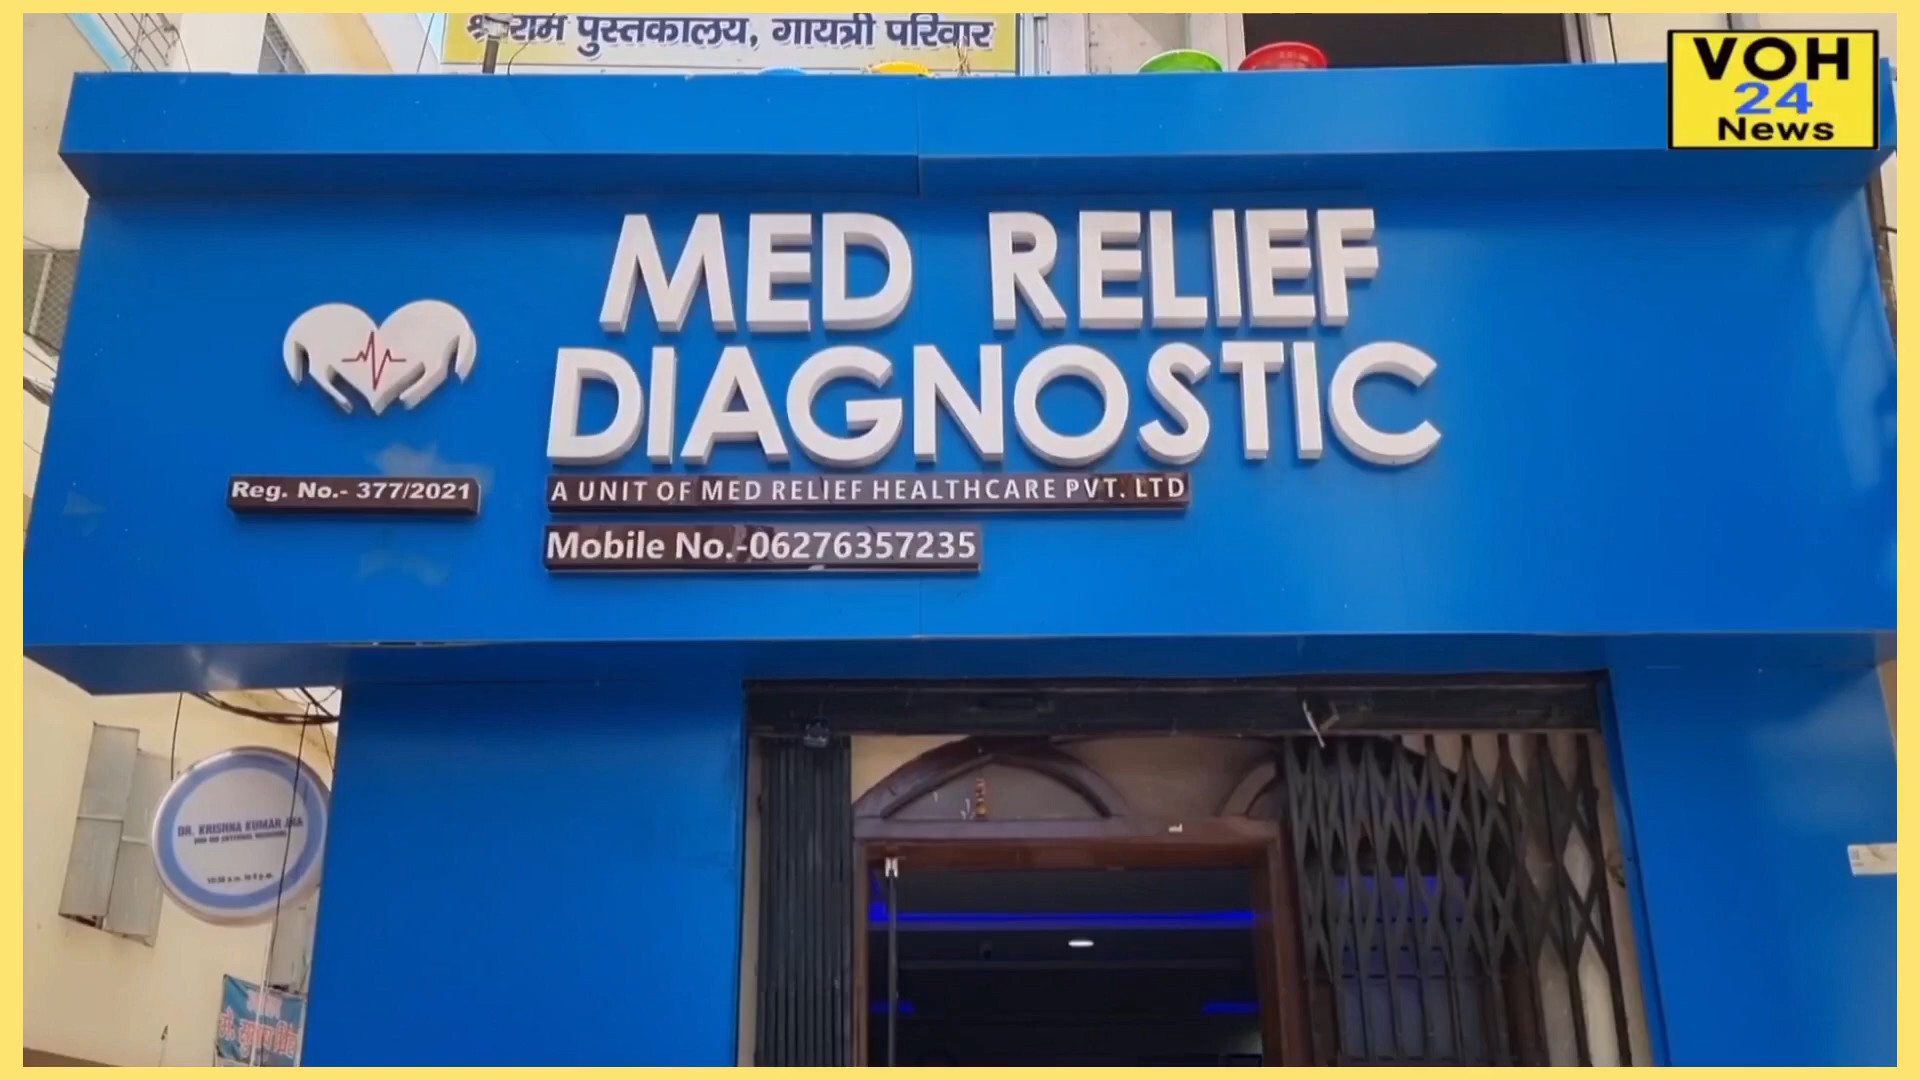 श्रीराम पुस्तकालय, गायत्री परिवार
VOH
24
News
MED RELIEF
DIAGNOSTIC
Reg. No.- 377/2021
A UNIT OF MED RELIEF HEALTHCARE PVT. LTD
Mobile No.-06276357235
DR. KRISHNA KUMAR JHA